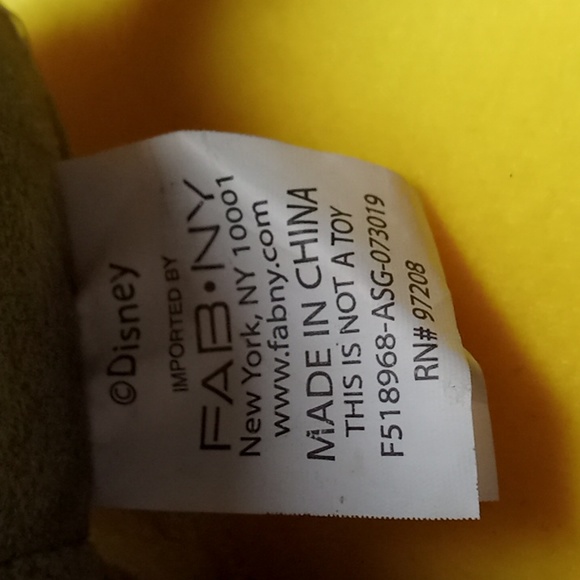 ©Disney
IMPORTED BY
FAB•NY
New York, NY 10001
www.fabny.com
MADE IN CHINA
THIS IS NOT A TOY
F518968-ASG-073019
RN# 97208